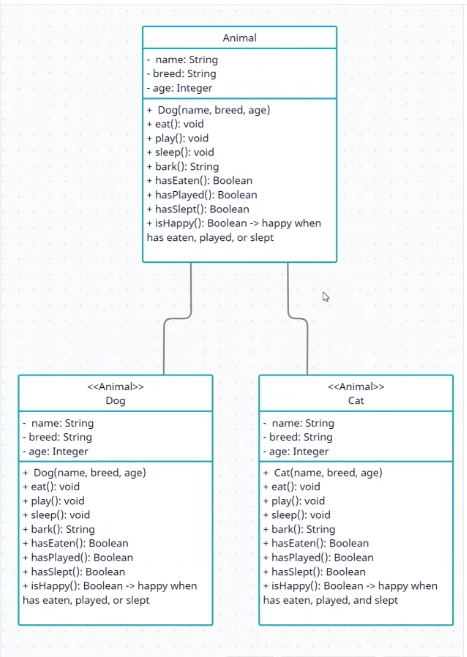 Animal
- name: String
- breed: String
- age: Integer
+ Dog(name, breed, age)
+ eat(): void
+ play(): void
+ sleep(): void
+ bark(): String
+ hasEaten(): Boolean
+ hasPlayed(): Boolean
+ hasSlept(): Boolean
+ isHappy(): Boolean -> happy when
has eaten, played, or slept
<<Animal>>
Dog
- name: String
- breed: String
- age: Integer
+ Dog(name, breed, age)
+ eat(): void
+ play(): void
+ sleep(): void
+ bark(): String
+ hasEaten(): Boolean
+ hasPlayed(): Boolean
+ hasSlept(): Boolean
+ isHappy(): Boolean -> happy when
has eaten, played, or slept
<<Animal>>
Cat
- name: String
- breed: String
- age: Integer
+ Cat(name, breed, age)
+ eat(): void
+ play(): void
+ sleep(): void
+ bark(): String
+ hasEaten(): Boolean
+ hasPlayed(): Boolean
+ hasSlept(): Boolean
+ isHappy(): Boolean -> happy when
has eaten, played, and slept